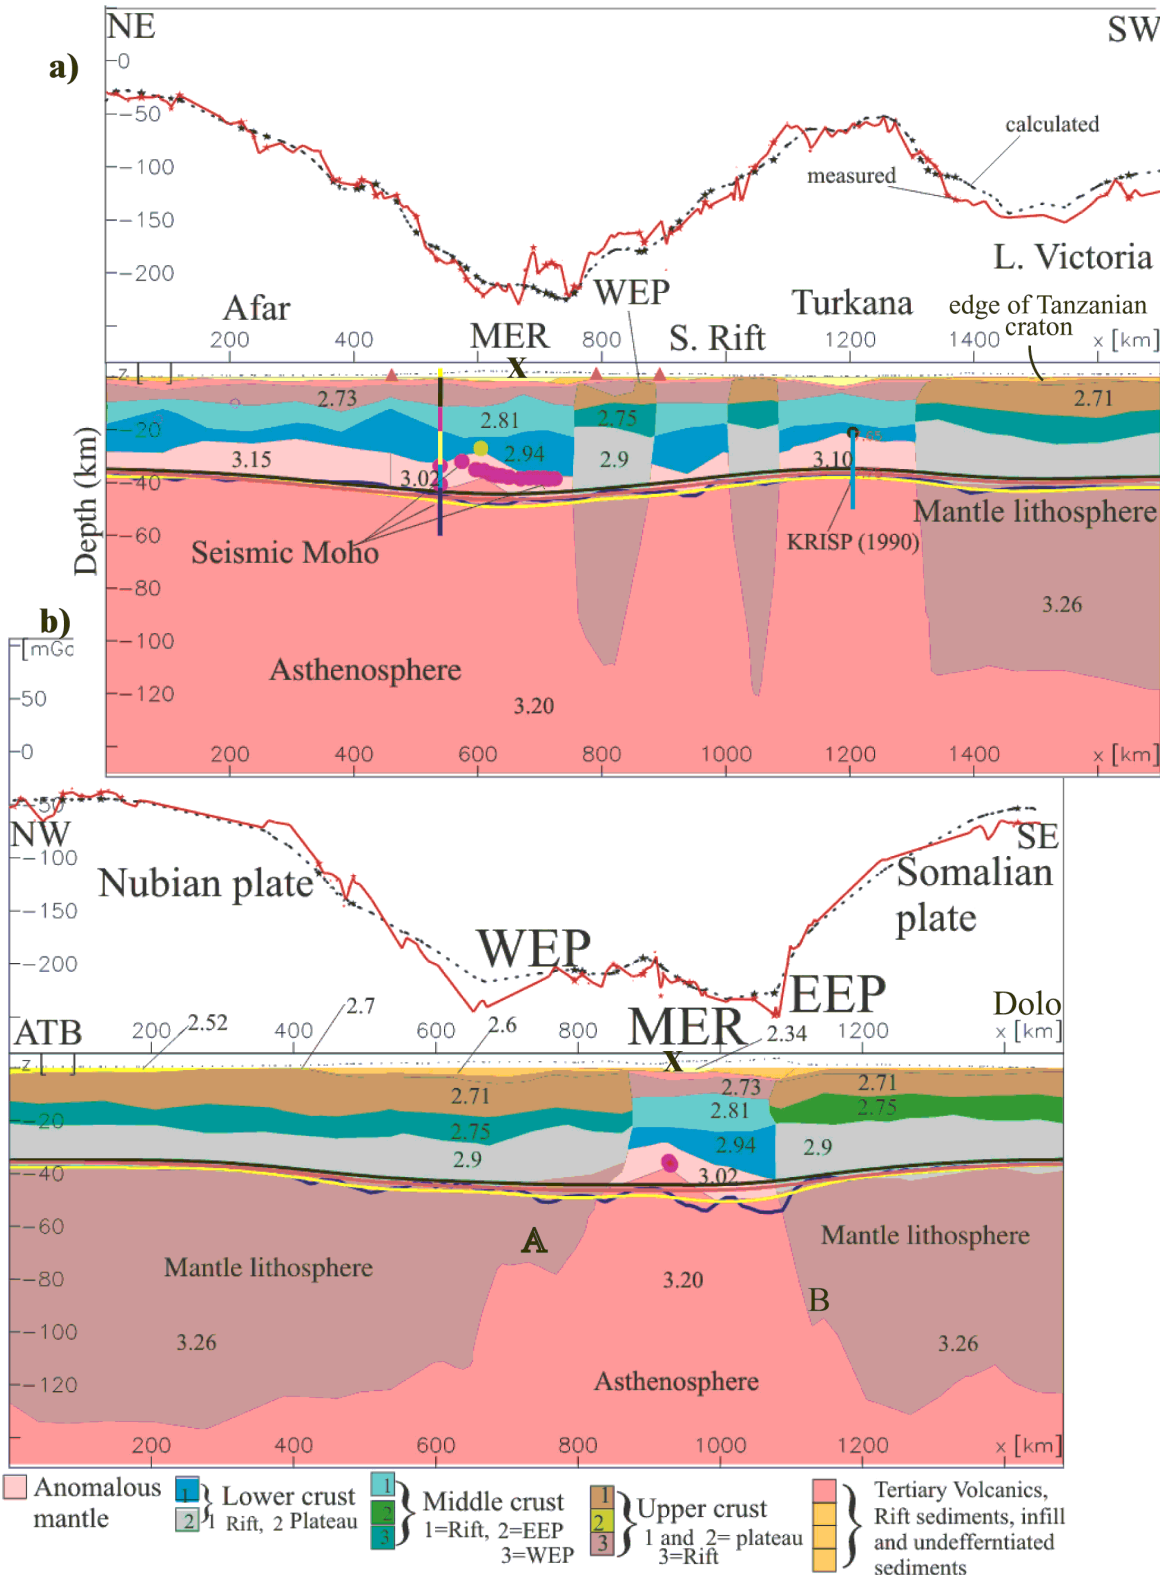 NE
SW
a)
0
−50
calculated
−100
measured
−150
−200
L. Victoria
WEP
Afar
Turkana
edge of Tanzanian
craton
MER
S. Rift
200
400
800
1200
1400
x [km]
X
z [ ]
2.73
2.71
2.81
2.75
−20
2.94
3.15
2.9
3.10
3.02
−40
Mantle lithosphere
Seismic Moho
KRISP (1990)
Depth (km)
−60
−80
3.26
b)
−100
Asthenosphere
−120
3.20
200
400
600
800
1000
1200
1400
x [km]
50
0
−50
NW
SE
−100
Nubian plate
Somalian
plate
−150
WEP
−200
EEP
2.7
Dolo
ATB
200
2.52
400
600
2.6
800
MER
2.34
1200
x [km]
X
z [ ]
2.73
2.71
2.71
2.81
2.75
−20
2.75
2.94
2.9
2.9
−40
3.02
−60
A
Mantle lithosphere
Mantle lithosphere
−80
3.20
B
−100
3.26
3.26
−120
Asthenosphere
200
400
600
800
1000
1200
x [km]
Anomalous
mantle
1
2
Lower crust
1 Rift, 2 Plateau
1
2
3
Middle crust
1=Rift, 2=EEP
3=WEP
1
2
3
Upper crust
1 and 2= plateau
3=Rift
Tertiary Volcanics,
Rift sediments, infill
and undefferntiated
sediments